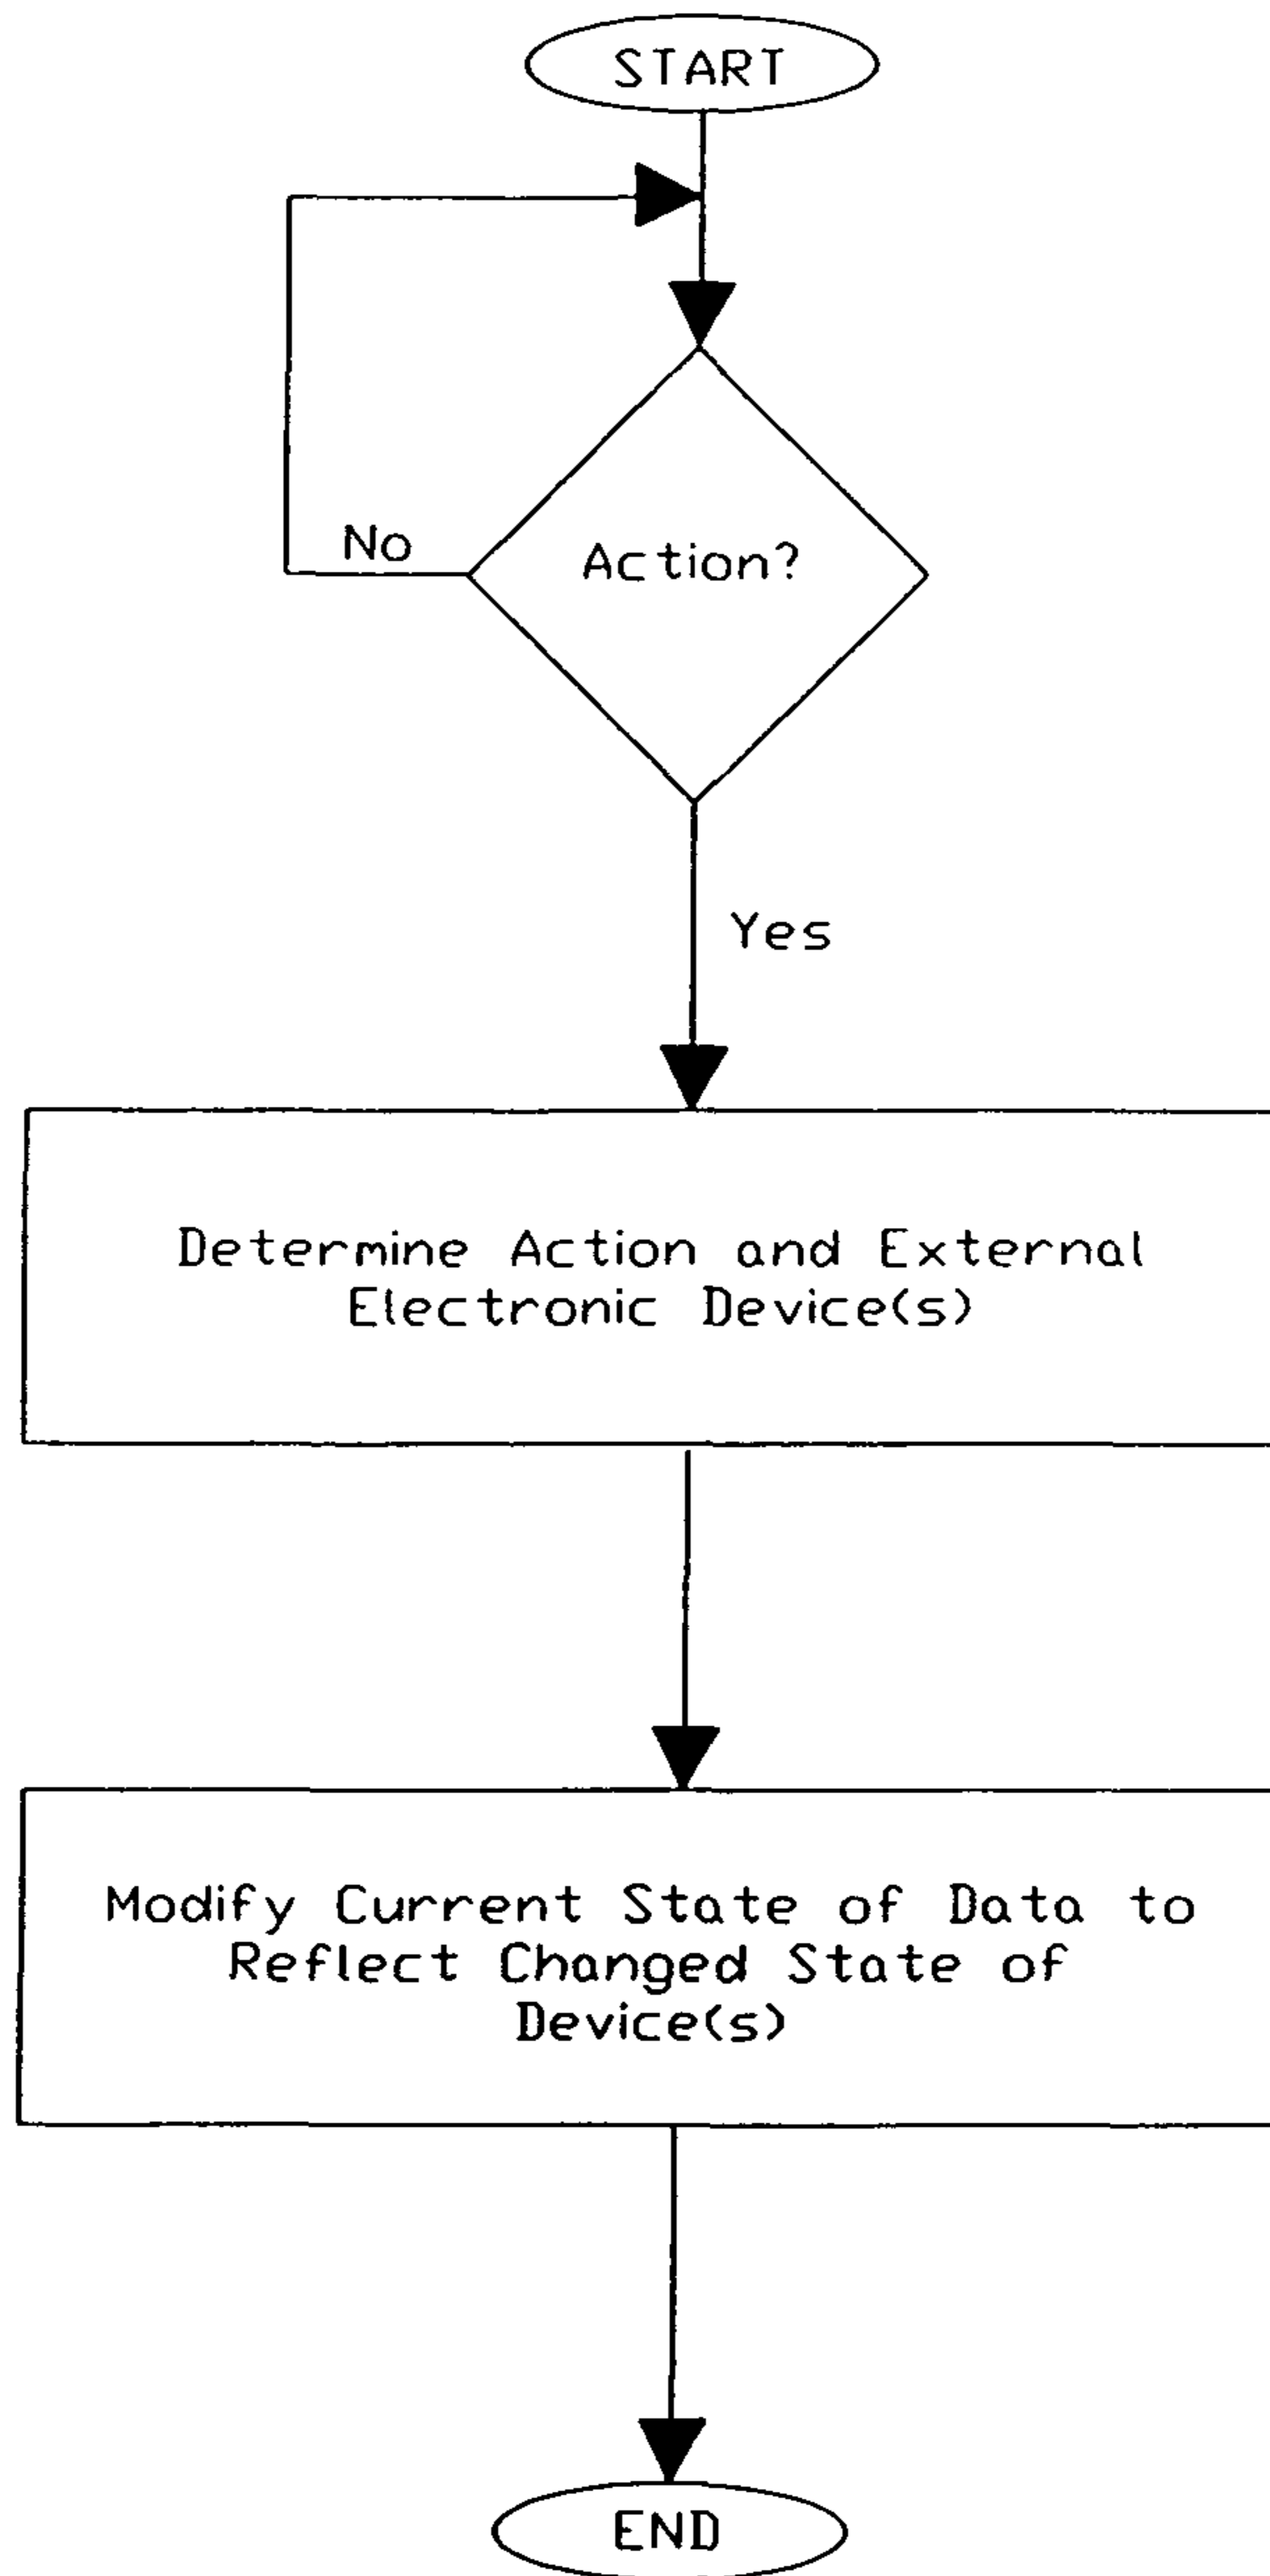 START
No
Action?
Yes
Determine Action and External
Electronic Device(s)
Modify Current State of Data to
Reflect Changed State of
Device(s)
END